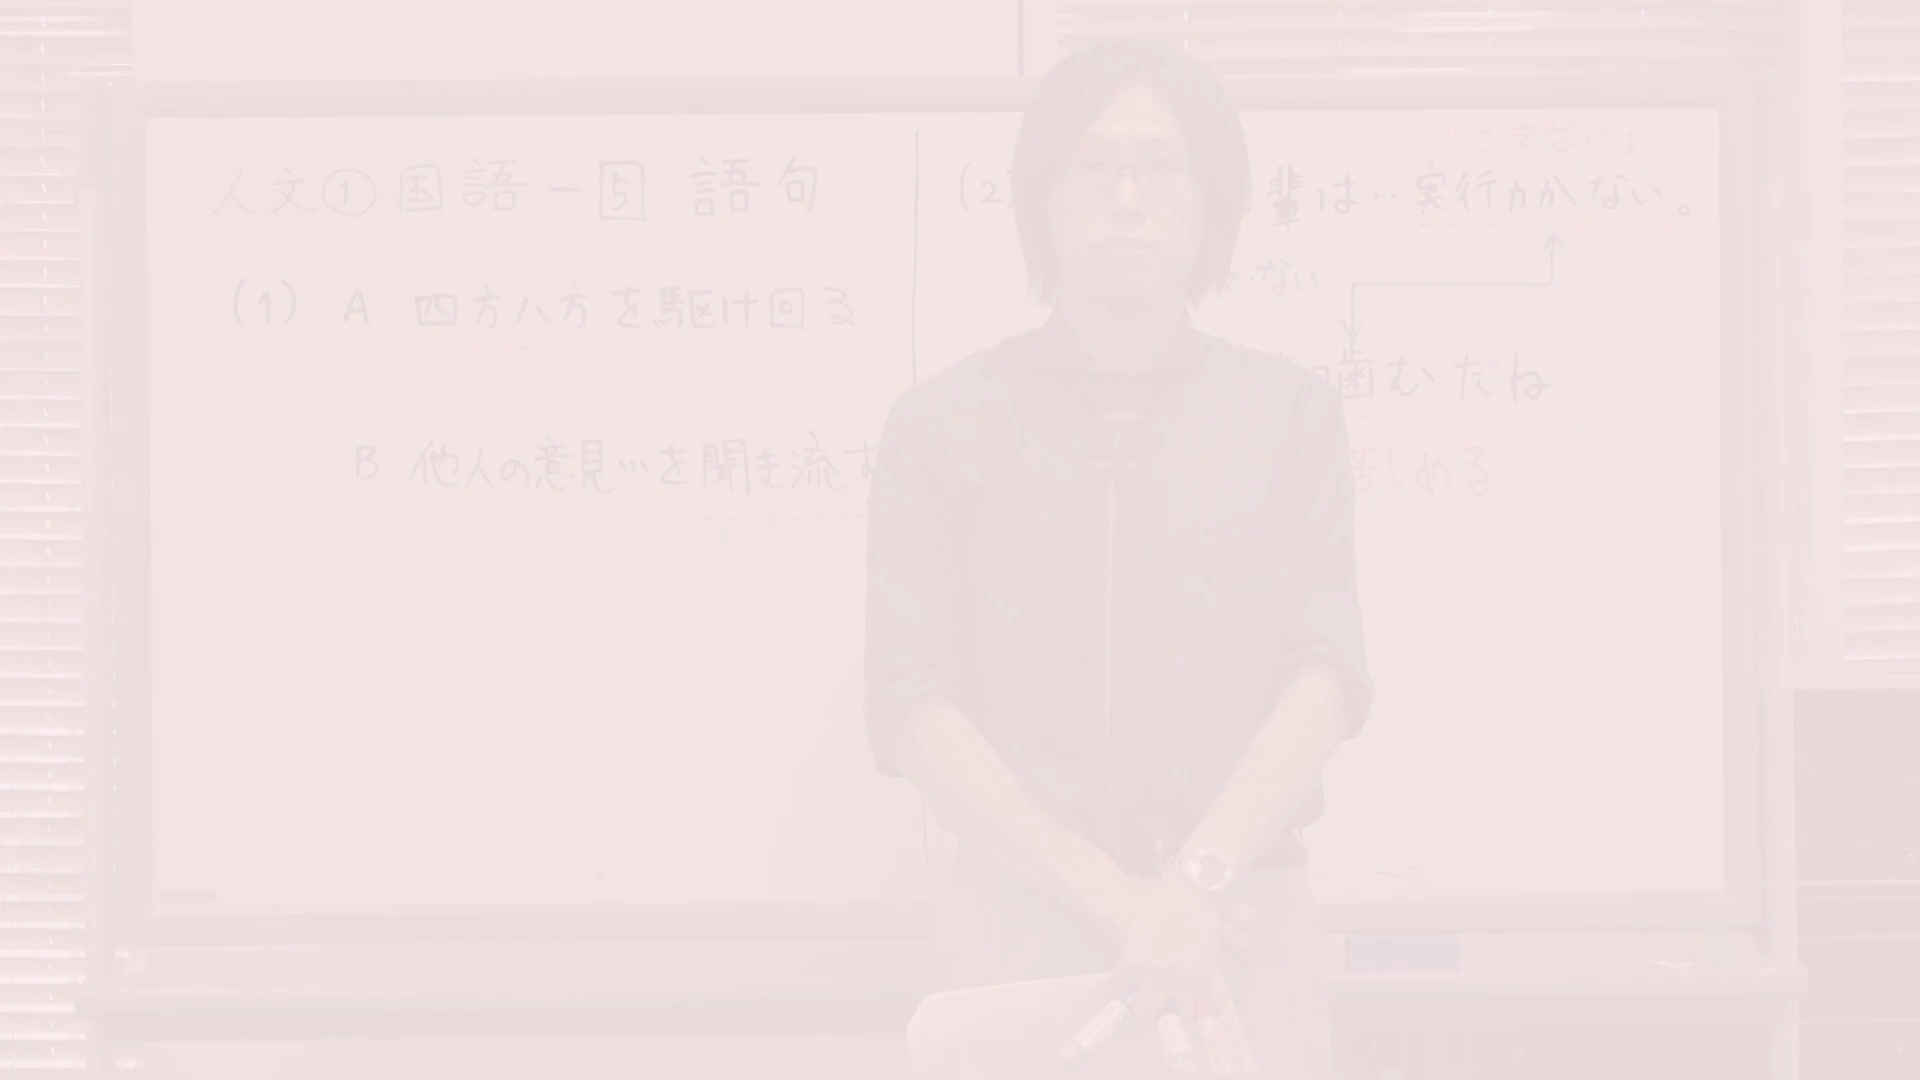 人文① 国語－5 語句
(1) A 四方八方を駆け回る
B 他人の意見…を聞き流す
「できない」
(2) 輩は…実行力がない。
でない
噛むだね
苦しめる